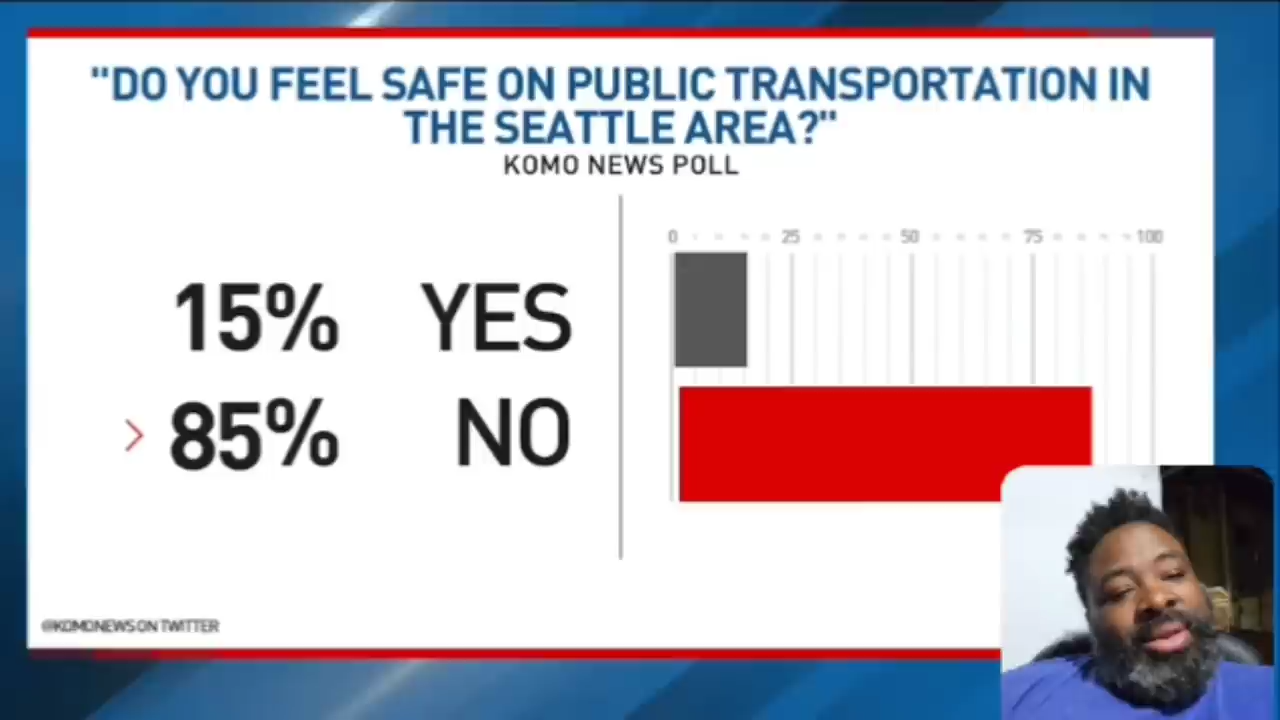 "DO YOU FEEL SAFE ON PUBLIC TRANSPORTATION IN
THE SEATTLE AREA?"
KOMO NEWS POLL
0 25 50 75 100
15% YES
> 85% NO
@KOMONEWS ON TWITTER